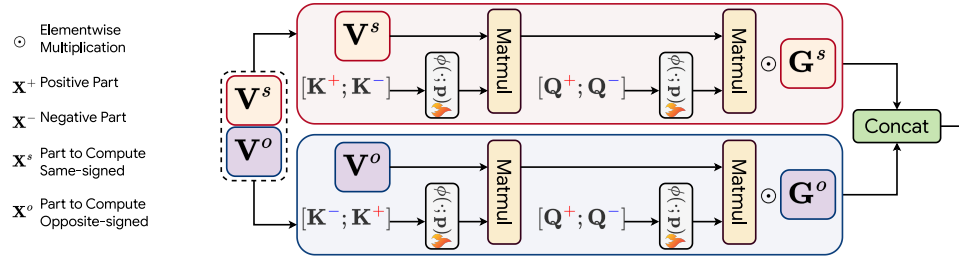 ⊙ Elementwise
Multiplication
X⁺ Positive Part
X⁻ Negative Part
Xˢ Part to Compute
Same-signed
Xᵒ Part to Compute
Opposite-signed
Vˢ
Vᵒ
Vˢ
[K⁺; K⁻]
ϕ(·; p)
Matmul
[Q⁺; Q⁻]
ϕ(·; p)
Matmul
⊙ Gˢ
Vᵒ
[K⁻; K⁺]
ϕ(·; p)
Matmul
[Q⁺; Q⁻]
ϕ(·; p)
Matmul
⊙ Gᵒ
Concat